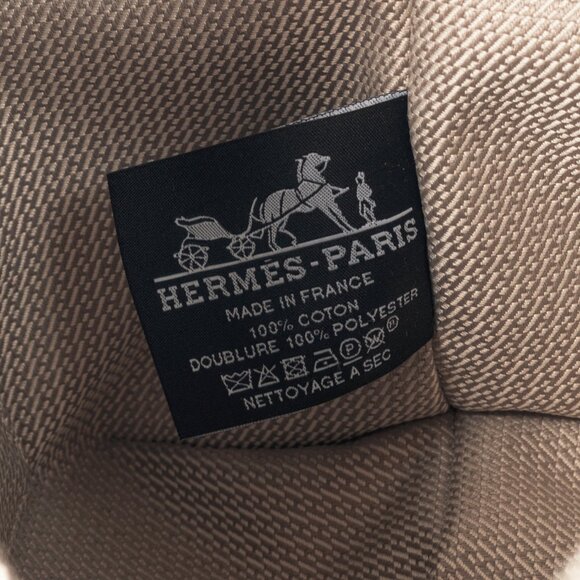 HERMÈS-PARIS
MADE IN FRANCE
100% COTON
DOUBLURE 100% POLYESTER
NETTOYAGE A SEC